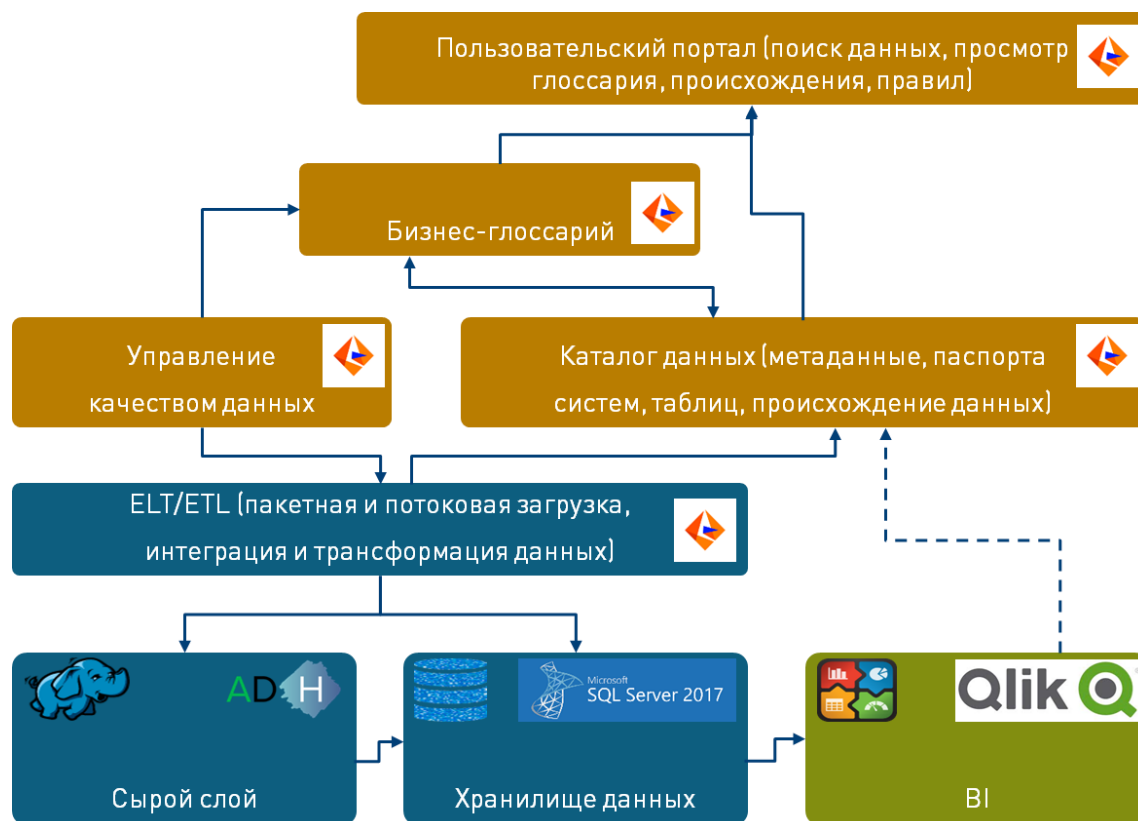 Пользовательский портал (поиск данных, просмотр
глоссария, происхождения, правил)
Бизнес-глоссарий
Управление
качеством данных
Каталог данных (метаданные, паспорта
систем, таблиц, происхождение данных)
ELT/ETL (пакетная и потоковая загрузка,
интеграция и трансформация данных)
ADH
Сырой слой
Microsoft
SQL Server 2017
Хранилище данных
Qlik
BI